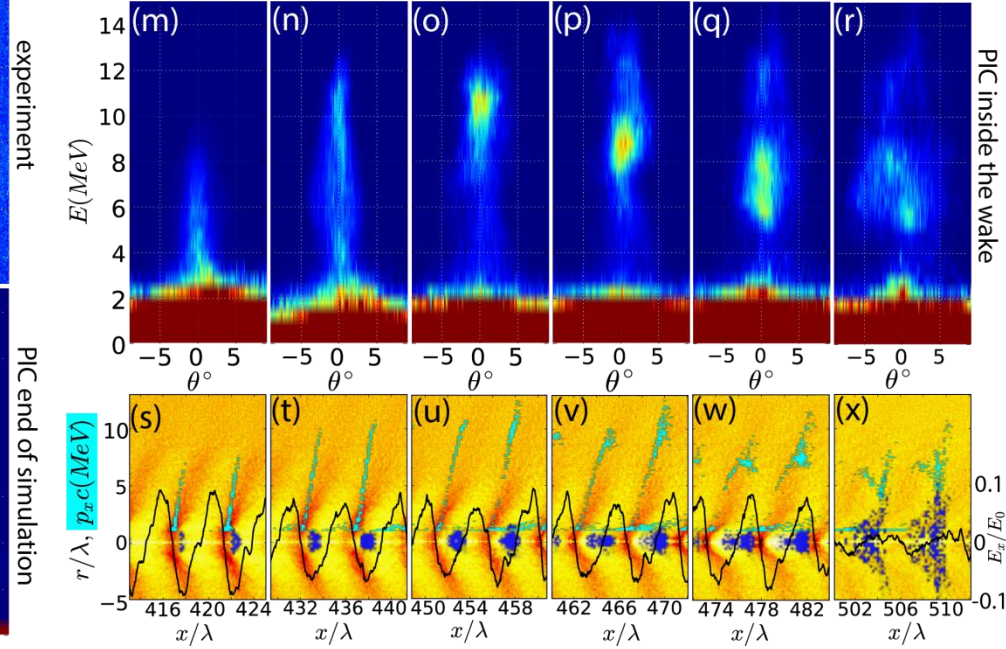 experiment
PIC end of simulation
(m) (n) (o) (p) (q) (r)
E(MeV)
14
12
10
8
6
4
2
0
−5 0 5 −5 0 5 −5 0 5 −5 0 5 −5 0 5 −5 0 5
θ° θ° θ° θ° θ° θ°
PIC inside the wake
(s) (t) (u) (v) (w) (x)
r/λ, pₓc(MeV)
10
5
0
−5
416 420 424 432 436 440 450 454 458 462 466 470 474 478 482 502 506 510
x/λ x/λ x/λ x/λ x/λ x/λ
0.1
0
-0.1
Eₓ/E₀